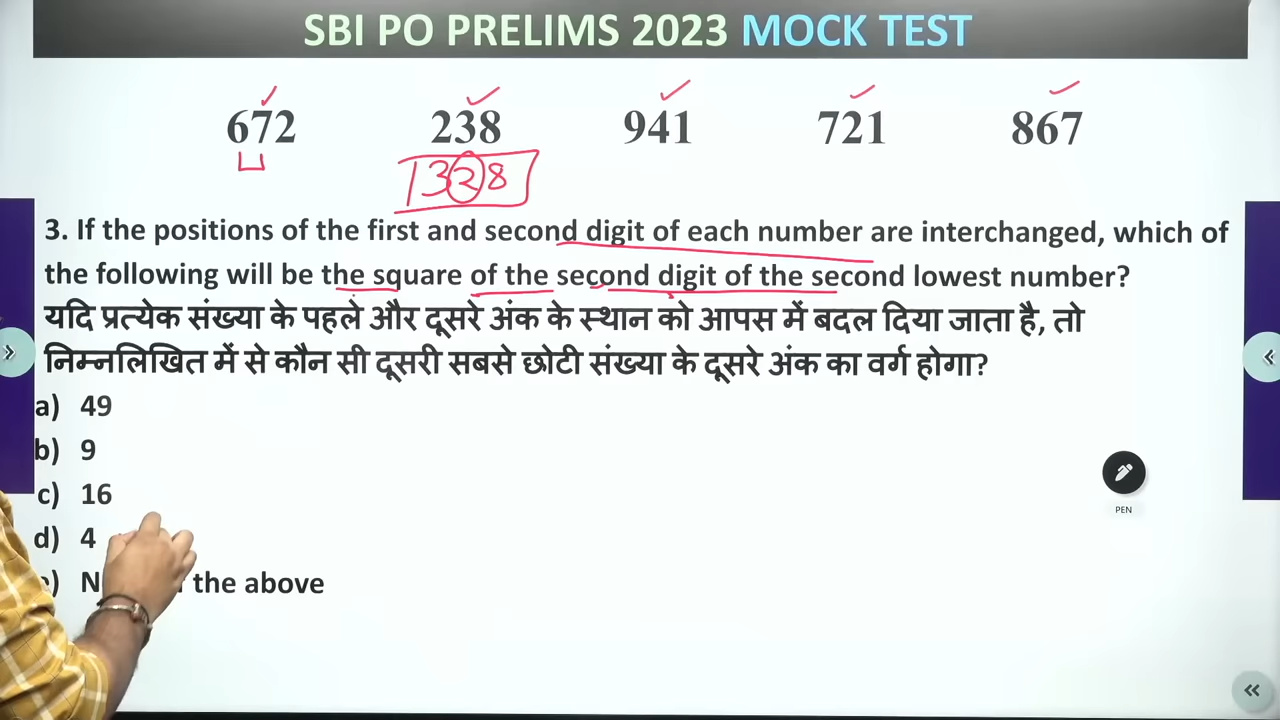 SBI PO PRELIMS 2023 MOCK TEST
672 238 941 721 867
1328
3. If the positions of the first and second digit of each number are interchanged, which of
the following will be the square of the second digit of the second lowest number?
यदि प्रत्येक संख्या के पहले और दूसरे अंक के स्थान को आपस में बदल दिया जाता है, तो
निम्नलिखित में से कौन सी दूसरी सबसे छोटी संख्या के दूसरे अंक का वर्ग होगा?
a) 49
b) 9
c) 16
d) 4
) N the above
PEN